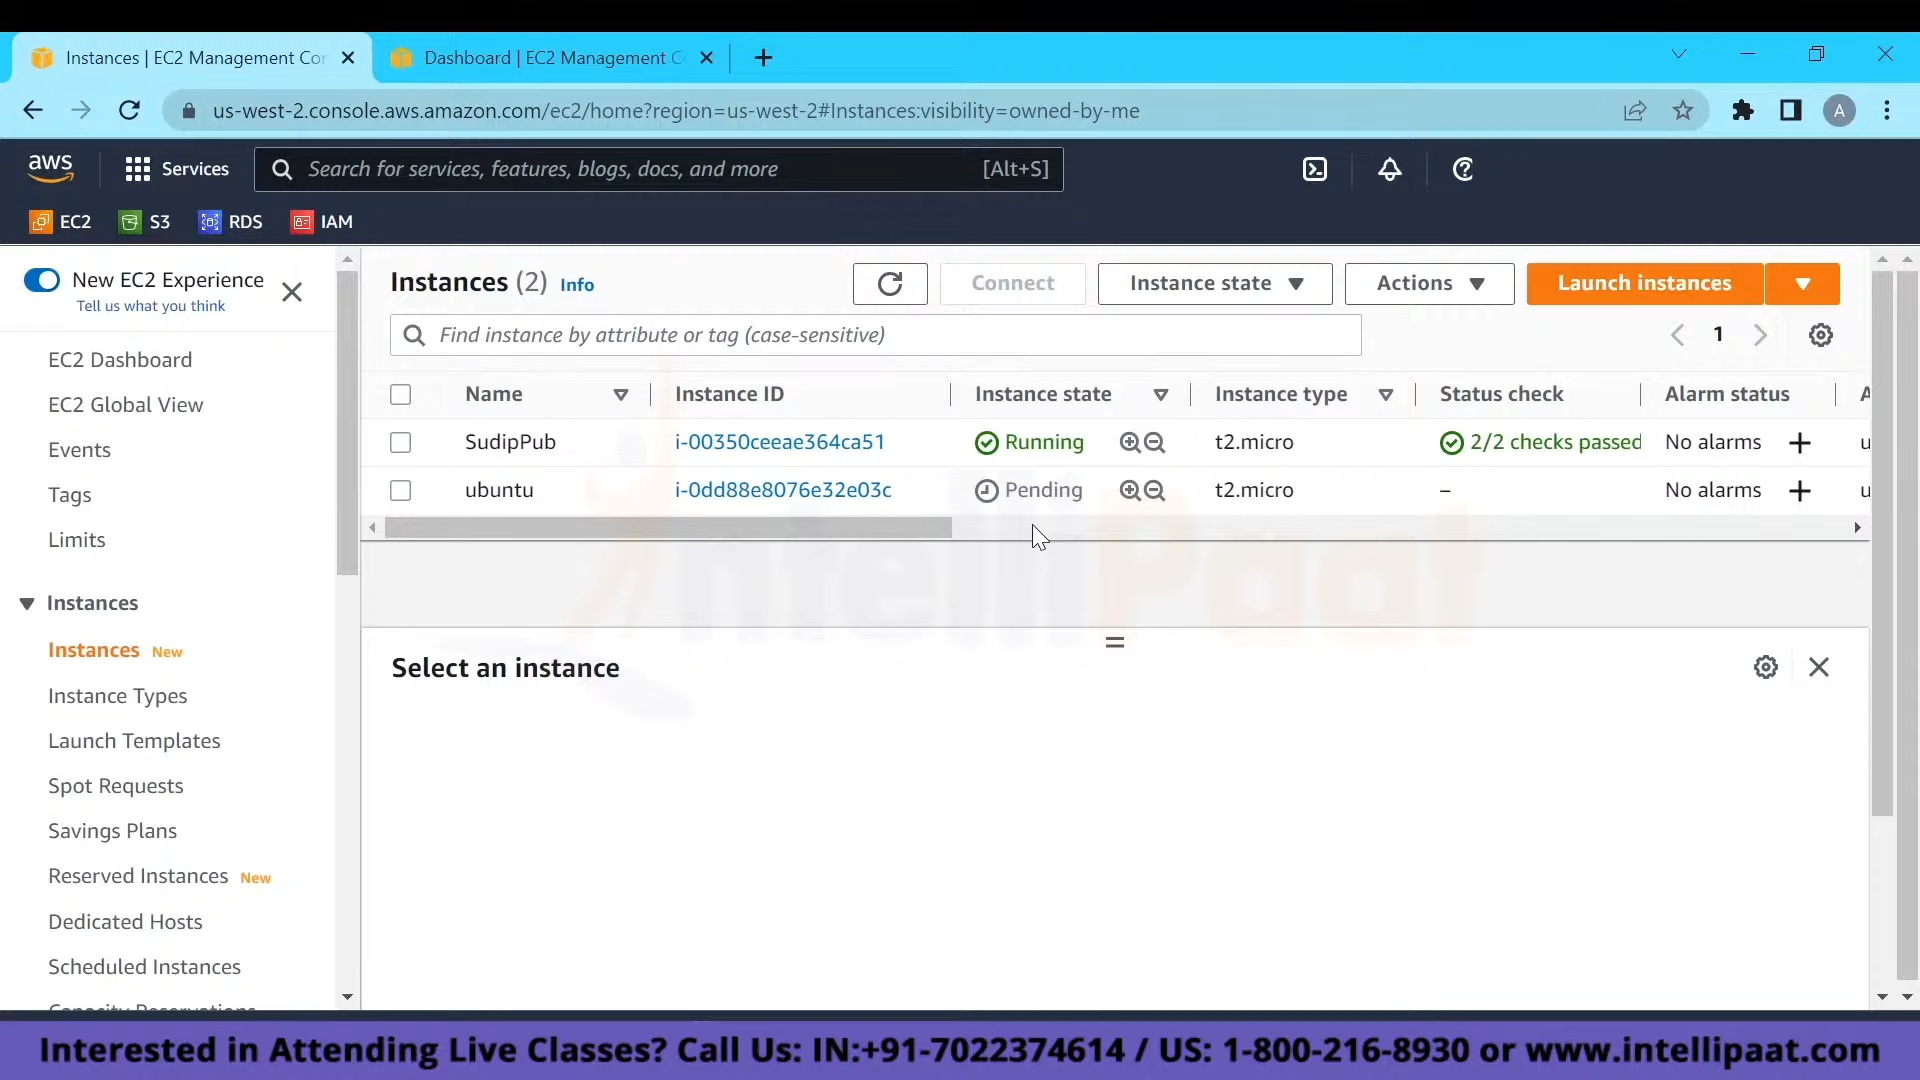 Instances | EC2 Management Cor
Dashboard | EC2 Management C
us-west-2.console.aws.amazon.com/ec2/home?region=us-west-2#Instances:visibility=owned-by-me
A
aws
Services
Search for services, features, blogs, docs, and more
[Alt+S]
EC2
S3
RDS
IAM
New EC2 Experience
Tell us what you think
EC2 Dashboard
EC2 Global View
Events
Tags
Limits
Instances
Instances New
Instance Types
Launch Templates
Spot Requests
Savings Plans
Reserved Instances New
Dedicated Hosts
Scheduled Instances
Capacity Reservations
Instances (2) Info
Connect
Instance state
Actions
Launch instances
Find instance by attribute or tag (case-sensitive)
1
Name Instance ID Instance state Instance type Status check Alarm status A
SudipPub i-00350ceeae364ca51 Running t2.micro 2/2 checks passed No alarms + u
ubuntu i-0dd88e8076e32e03c Pending t2.micro – No alarms + u
IntelliPaat
Select an instance
Interested in Attending Live Classes? Call Us: IN:+91-7022374614 / US: 1-800-216-8930 or www.intellipaat.com